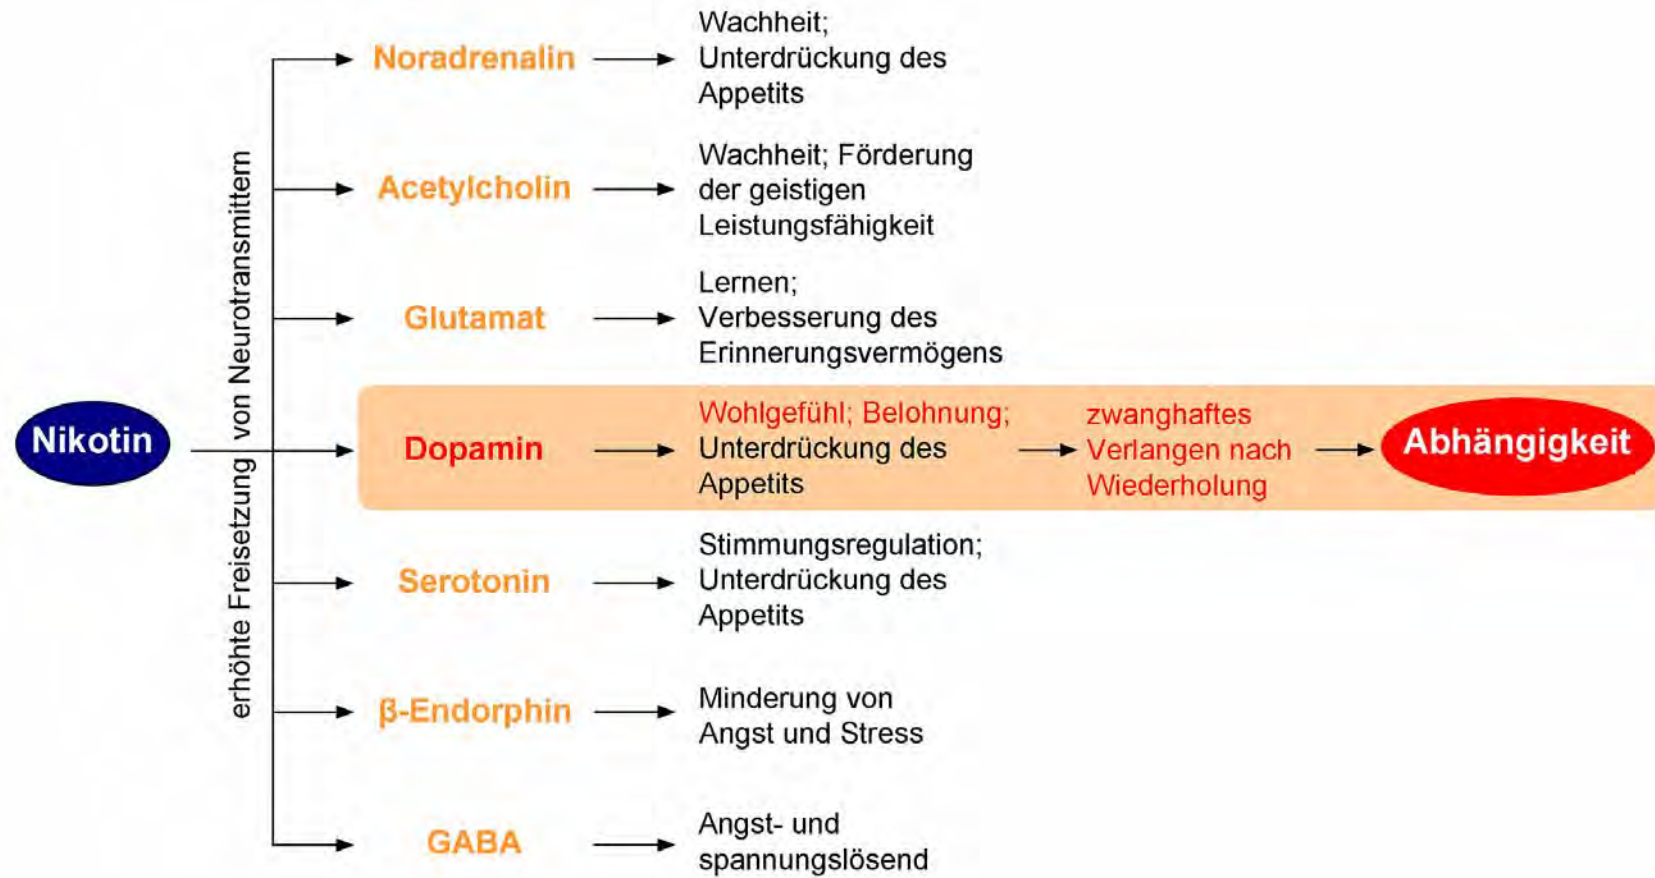 Nikotin
erhöhte Freisetzung von Neurotransmittern
Noradrenalin
Wachheit;
Unterdrückung des
Appetits
Acetylcholin
Wachheit; Förderung
der geistigen
Leistungsfähigkeit
Glutamat
Lernen;
Verbesserung des
Erinnerungsvermögens
Dopamin
Wohlgefühl; Belohnung;
Unterdrückung des
Appetits
zwanghaftes
Verlangen nach
Wiederholung
Abhängigkeit
Serotonin
Stimmungsregulation;
Unterdrückung des
Appetits
β-Endorphin
Minderung von
Angst und Stress
GABA
Angst- und
spannungslösend